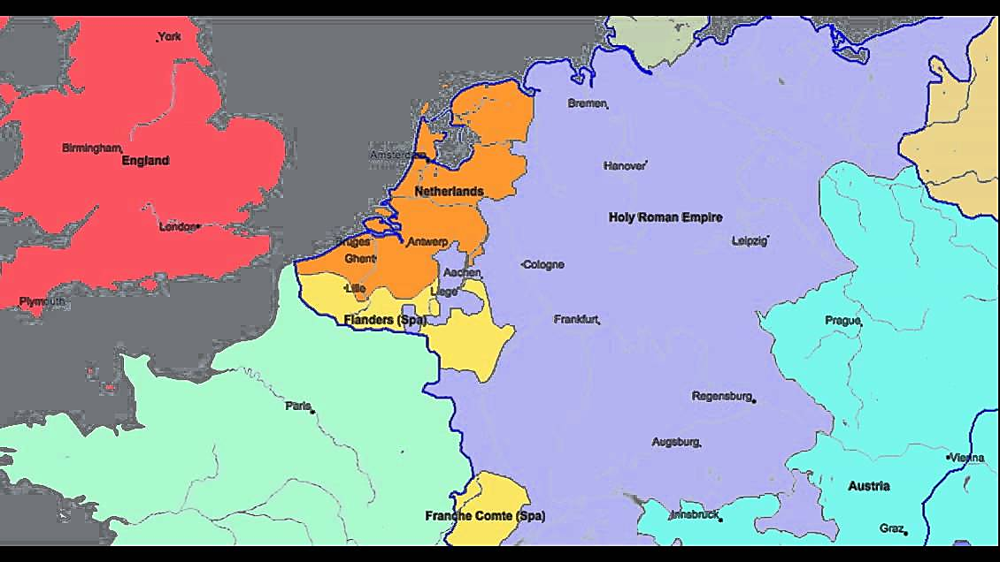 York
Bremen
Birmingham
England
Amsterdam
Hanover
Netherlands
Holy Roman Empire
London
Bruges
Antwerp
Leipzig
Ghent
Cologne
Aachen
Lille
Liege
Plymouth
Flanders (Spa)
Frankfurt
Prague
Paris
Regensburg
Augsburg
Vienna
Austria
Franche Comte (Spa)
Innsbruck
Graz